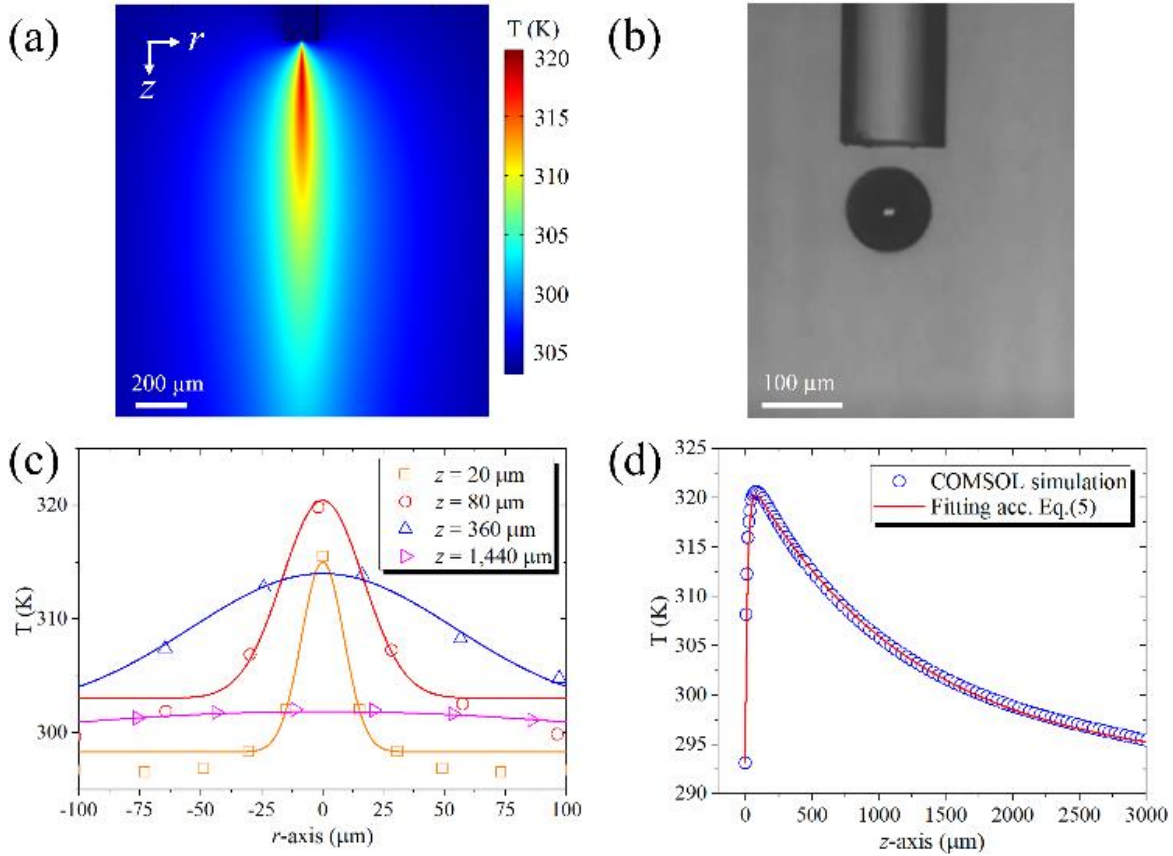 (a)
r
z
T (K)
320
315
310
305
300
305
200 μm
(b)
100 μm
(c)
z = 20 μm
z = 80 μm
z = 360 μm
z = 1,440 μm
T (K)
320
310
300
-100 -75 -50 -25 0 25 50 75 100
r-axis (μm)
(d)
COMSOL simulation
Fitting acc. Eq.(5)
T (K)
325
320
315
310
305
300
295
290
0 500 1000 1500 2000 2500 3000
z-axis (μm)